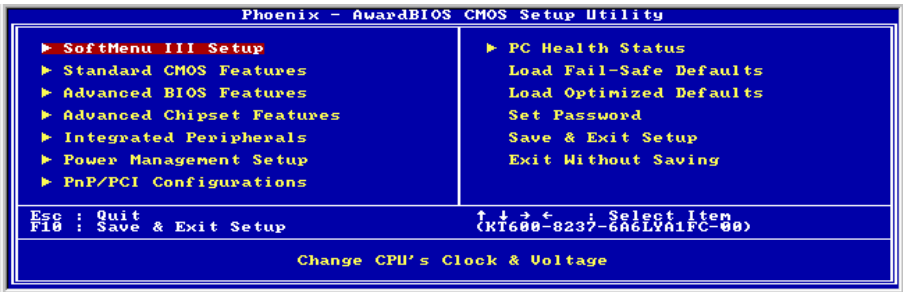 Phoenix - AwardBIOS CMOS Setup Utility
► SoftMenu III Setup
► Standard CMOS Features
► Advanced BIOS Features
► Advanced Chipset Features
► Integrated Peripherals
► Power Management Setup
► PnP/PCI Configurations
► PC Health Status
Load Fail-Safe Defaults
Load Optimized Defaults
Set Password
Save & Exit Setup
Exit Without Saving
Esc : Quit
F10 : Save & Exit Setup
↑ ↓ → ← : Select Item
(KT600-8237-6A6LYA1FC-00)
Change CPU's Clock & Voltage